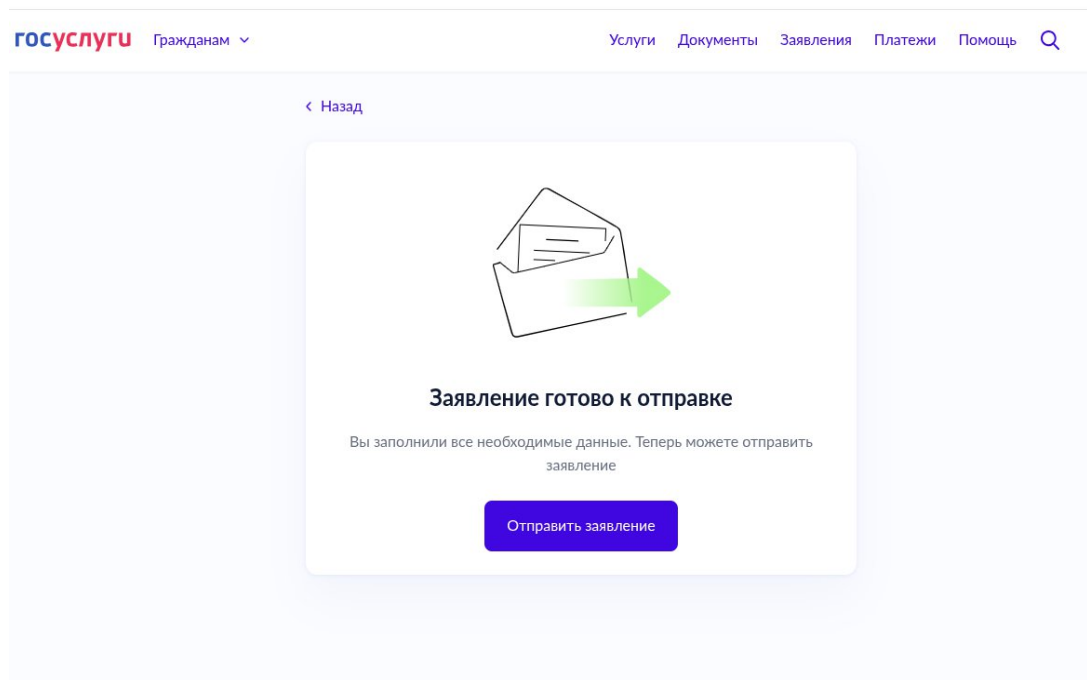 госуслуги Гражданам Услуги Документы Заявления Платежи Помощь
Назад
Заявление готово к отправке
Вы заполнили все необходимые данные. Теперь можете отправить
заявление
Отправить заявление